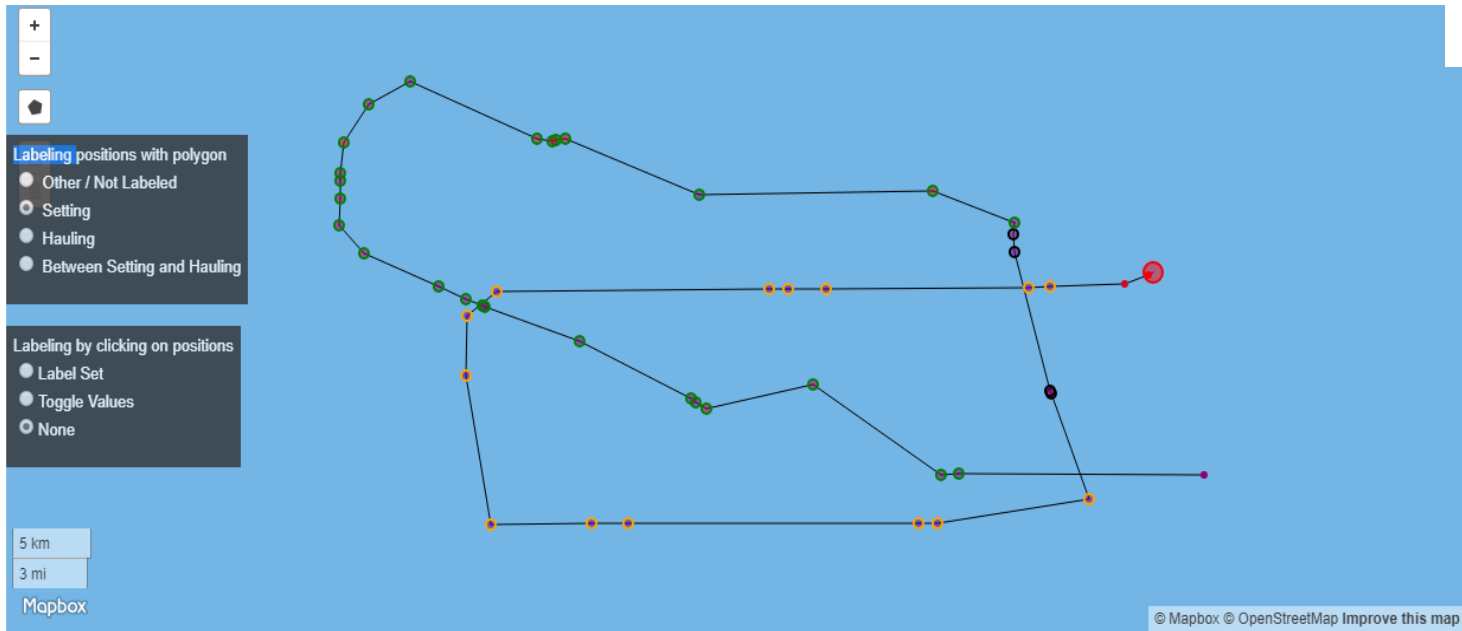 +
−
Labeling positions with polygon
Other / Not Labeled
Setting
Hauling
Between Setting and Hauling
Labeling by clicking on positions
Label Set
Toggle Values
None
5 km
3 mi
Mapbox
© Mapbox © OpenStreetMap Improve this map